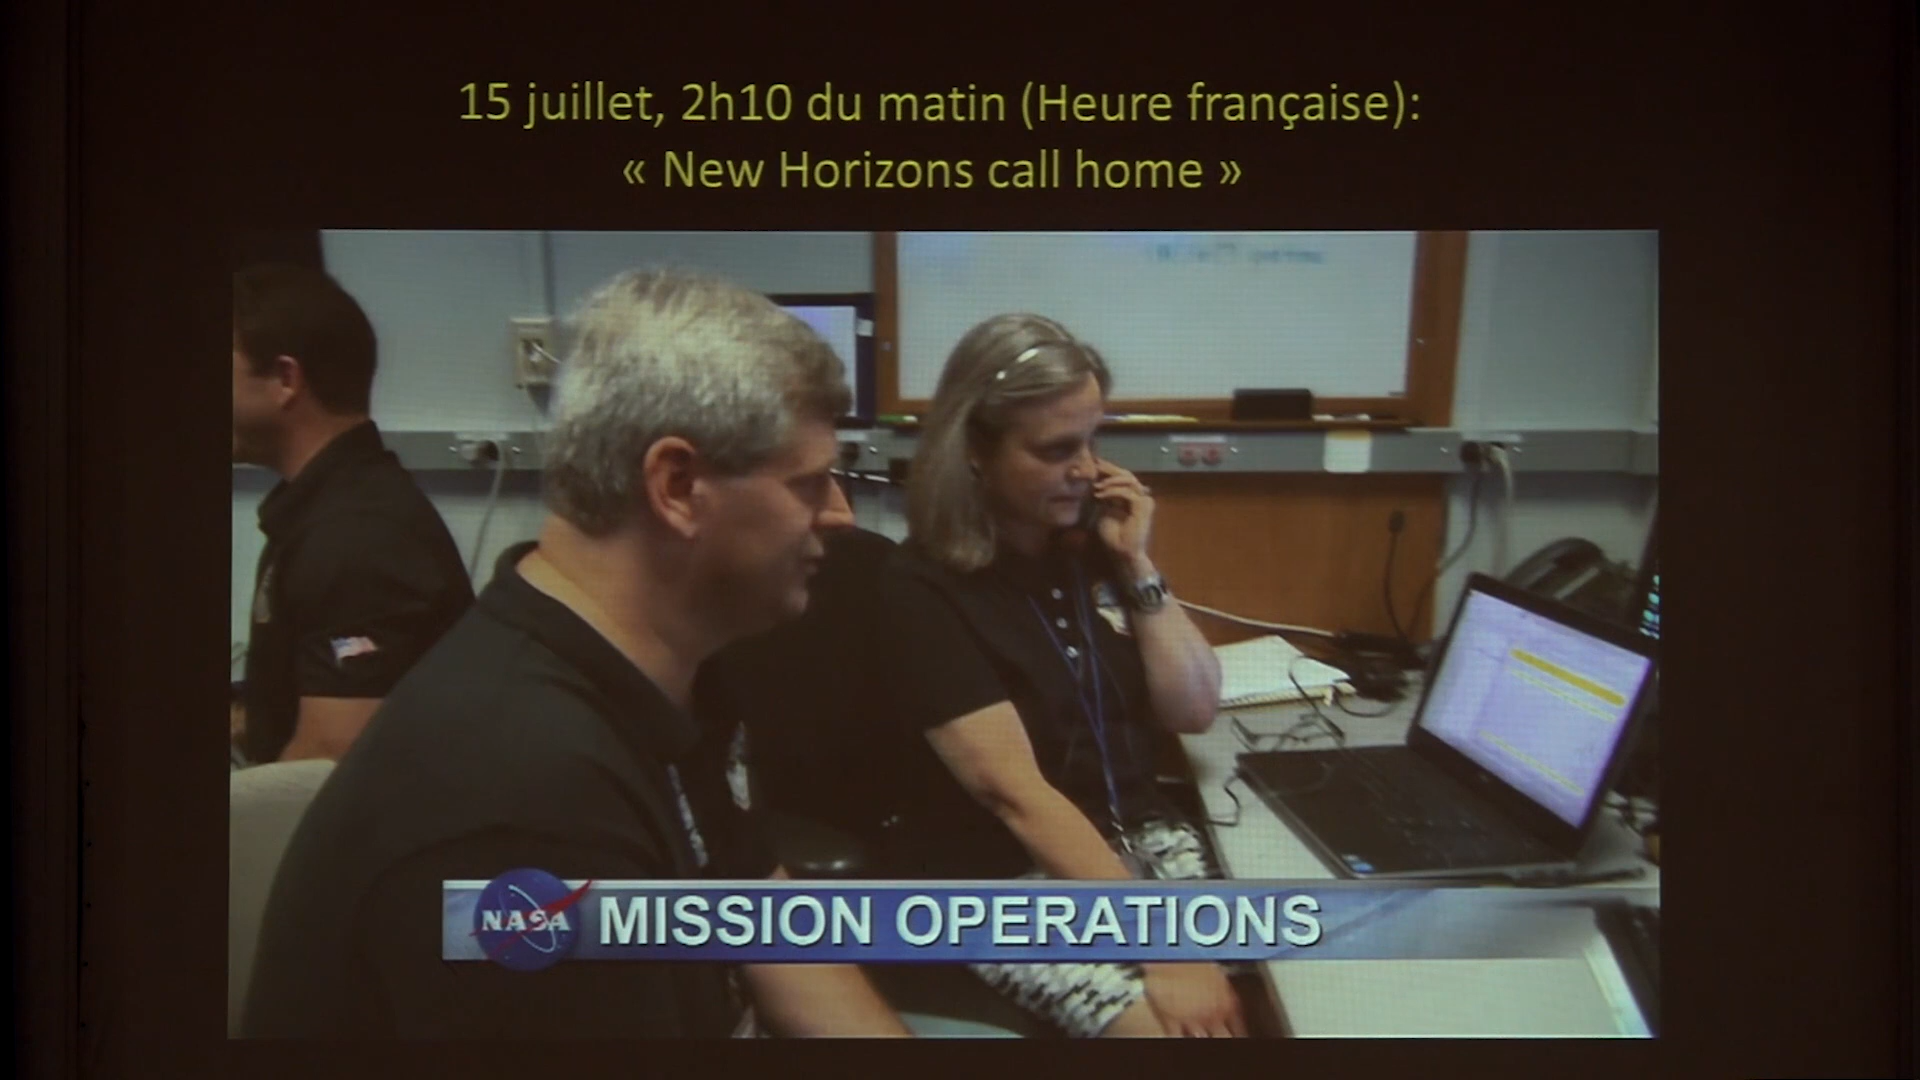 15 juillet, 2h10 du matin (Heure française):
« New Horizons call home »
NASA MISSION OPERATIONS